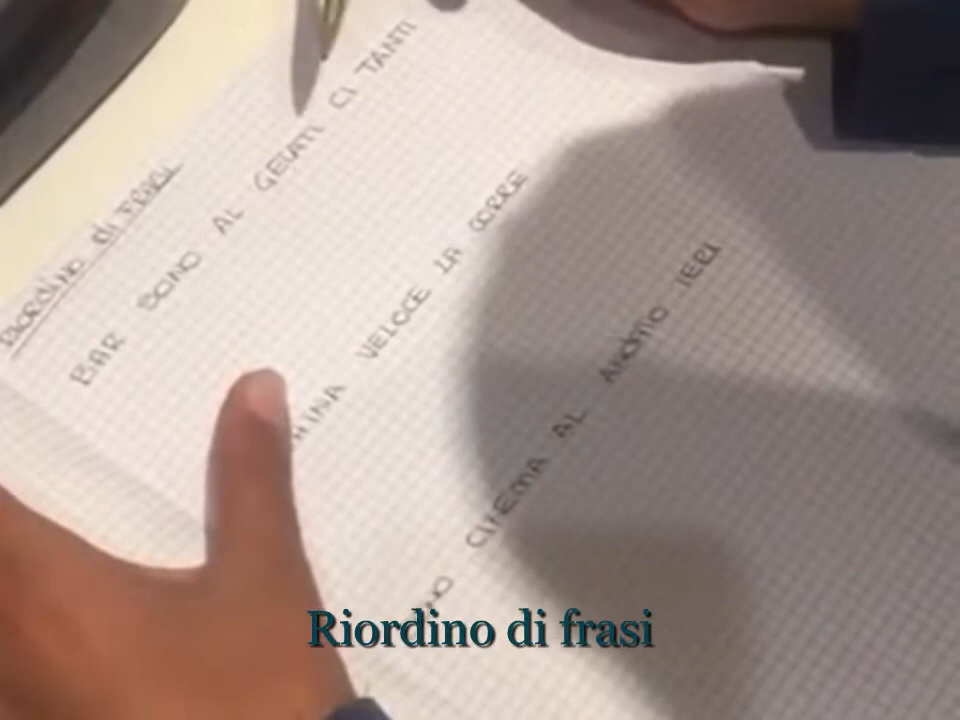 RIORDINO di FRASI
BAR SONO AL GELATI CI TANTI
VELOCE LA CORRE
CINEMA AL ANDATO IERI
Riordino di frasi